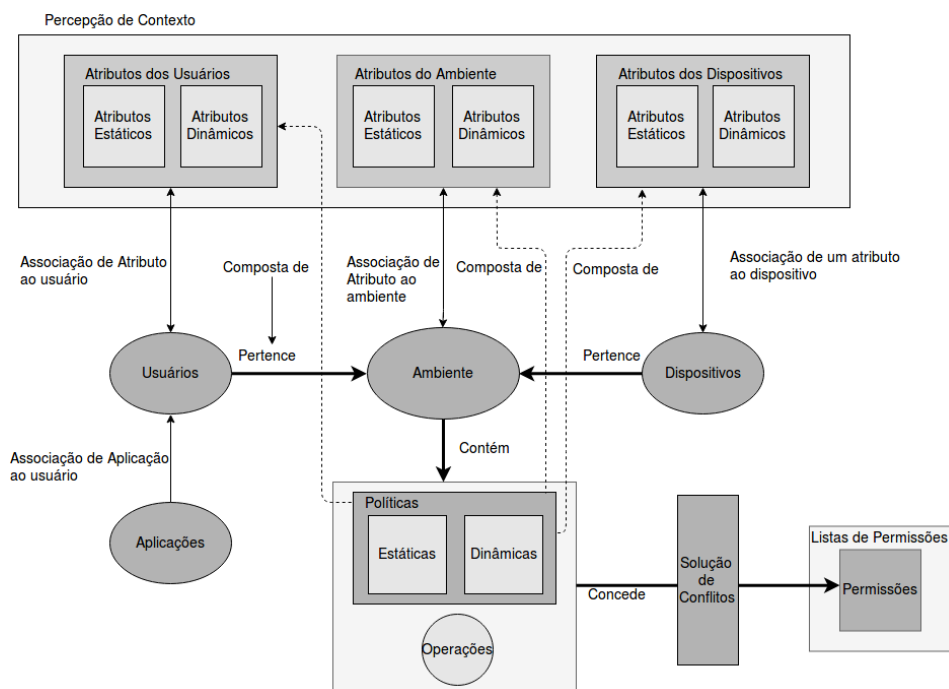 Percepção de Contexto
Atributos dos Usuários
Atributos
Estáticos
Atributos
Dinâmicos
Atributos do Ambiente
Atributos
Estáticos
Atributos
Dinâmicos
Atributos dos Dispositivos
Atributos
Estáticos
Atributos
Dinâmicos
Associação de Atributo
ao usuário
Composta de
Associação de
Atributo ao
ambiente
Composta de
Composta de
Associação de um atributo
ao dispositivo
Usuários
Pertence
Ambiente
Pertence
Dispositivos
Associação de Aplicação
ao usuário
Contém
Aplicações
Políticas
Estáticas
Dinâmicas
Operações
Concede
Solução
de
Conflitos
Listas de Permissões
Permissões